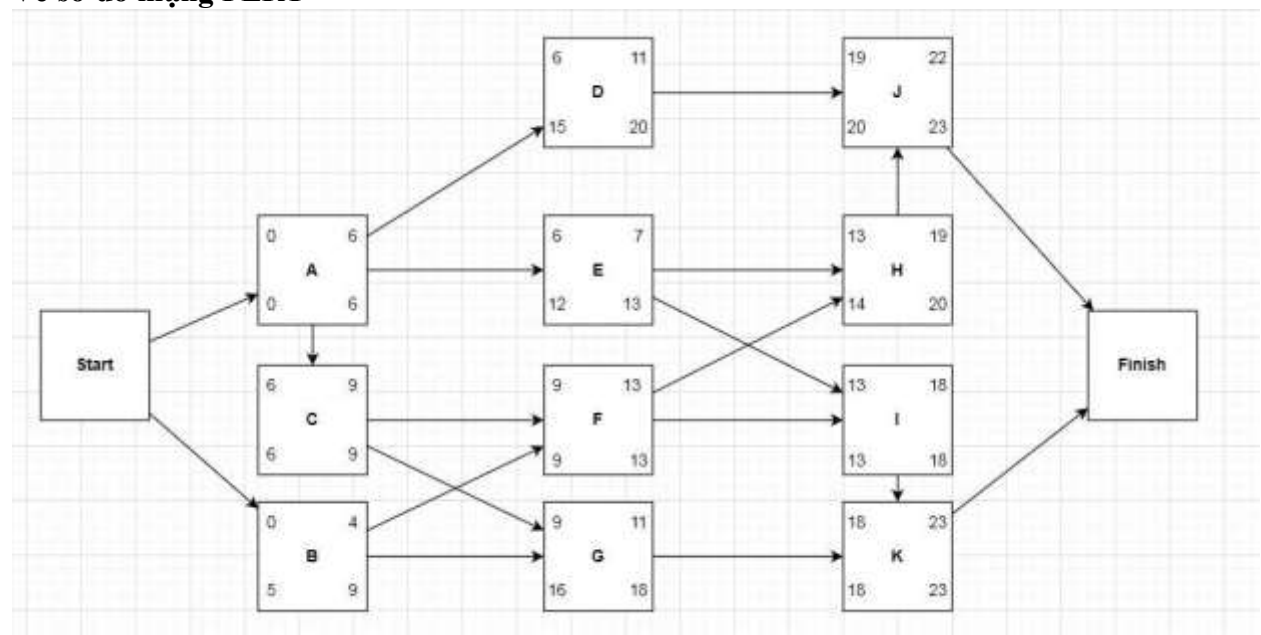 Vẽ sơ đồ mạng PERT
6 11
D
15 20
19 22
J
20 23
0 6
A
0 6
6 7
E
12 13
13 19
H
14 20
Start
Finish
6 9
C
6 9
9 13
F
9 13
13 18
I
13 18
0 4
B
5 9
9 11
G
16 18
18 23
K
18 23